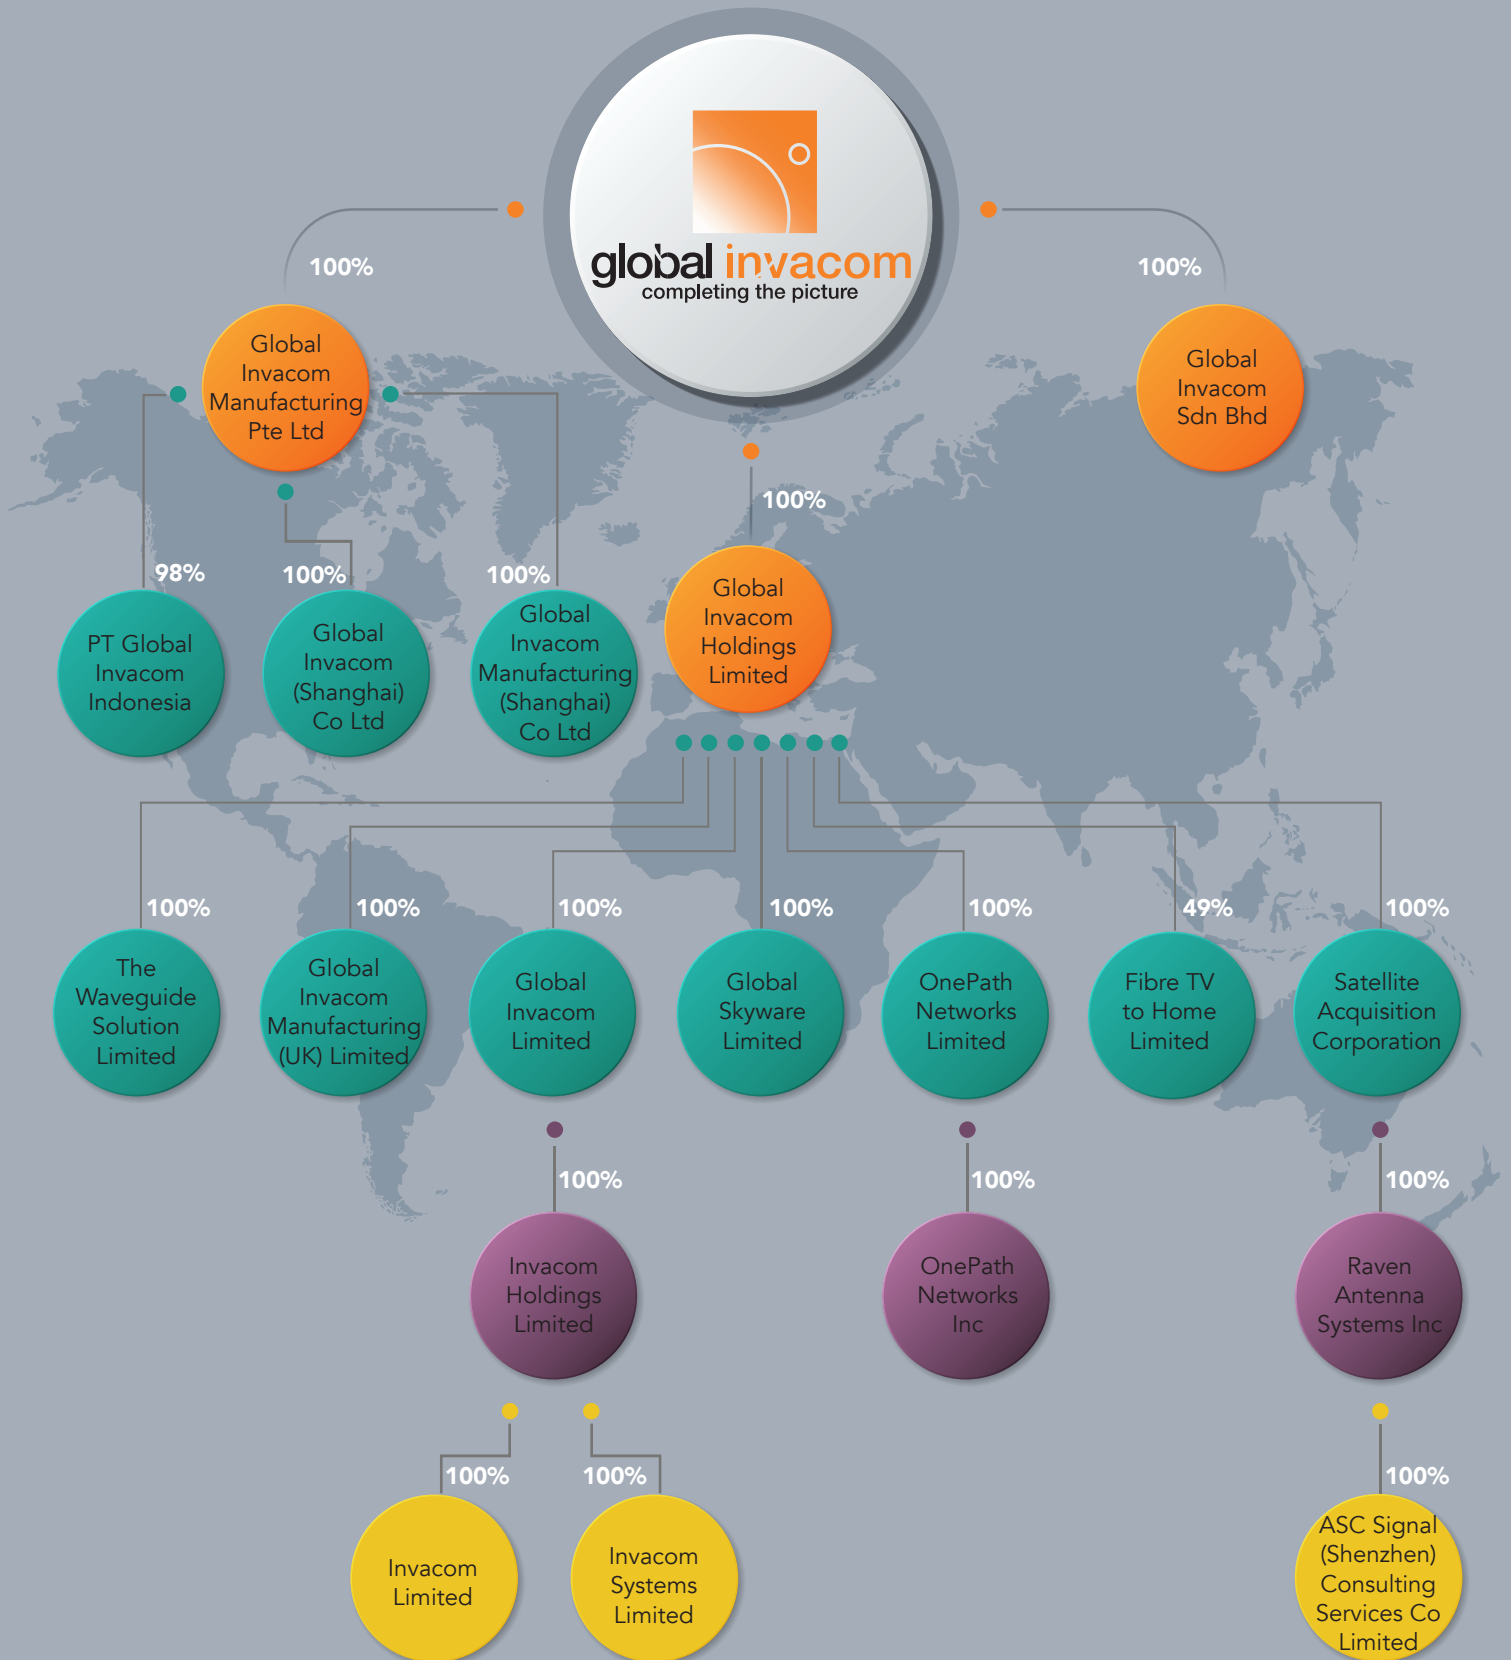 global invacom
completing the picture
100%
100%
Global
Invacom
Manufacturing
Pte Ltd
Global
Invacom
Sdn Bhd
100%
Global
Invacom
Holdings
Limited
98%
100%
100%
PT Global
Invacom
Indonesia
Global
Invacom
(Shanghai)
Co Ltd
Global
Invacom
Manufacturing
(Shanghai)
Co Ltd
100%
100%
100%
100%
100%
49%
100%
The
Waveguide
Solution
Limited
Global
Invacom
Manufacturing
(UK) Limited
Global
Invacom
Limited
Global
Skyware
Limited
OnePath
Networks
Limited
Fibre TV
to Home
Limited
Satellite
Acquisition
Corporation
100%
100%
100%
Invacom
Holdings
Limited
OnePath
Networks
Inc
Raven
Antenna
Systems Inc
100%
100%
100%
Invacom
Limited
Invacom
Systems
Limited
ASC Signal
(Shenzhen)
Consulting
Services Co
Limited